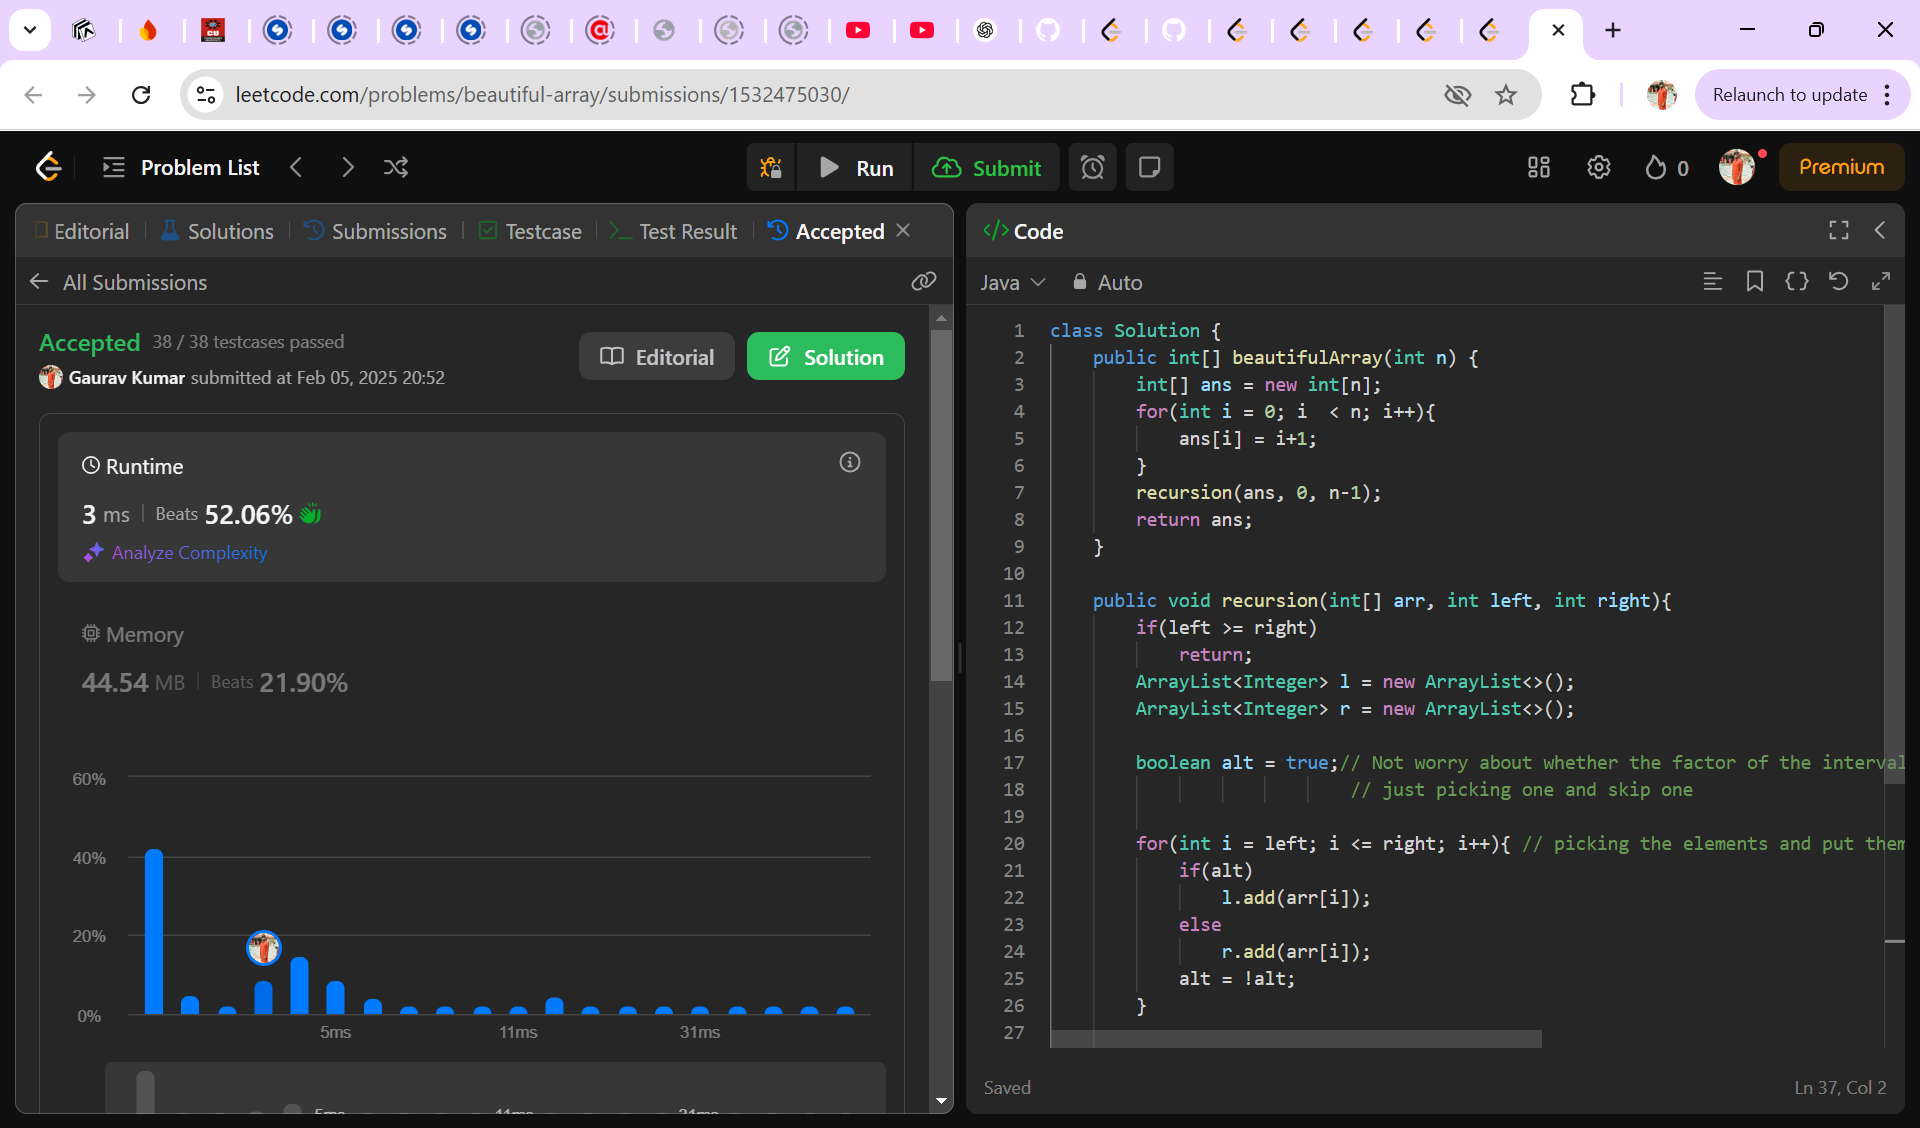 leetcode.com/problems/beautiful-array/submissions/1532475030/
Relaunch to update
Problem List
Run
Submit
0
Premium
Editorial
Solutions
Submissions
Testcase
Test Result
Accepted
All Submissions
Accepted 38 / 38 testcases passed
Gaurav Kumar submitted at Feb 05, 2025 20:52
Editorial
Solution
Runtime
3 ms Beats 52.06%
Analyze Complexity
Memory
44.54 MB Beats 21.90%
60%
40%
20%
0%
5ms
11ms
31ms
5ms
11ms
31ms
</> Code
Java
Auto
1 class Solution {
2 public int[] beautifulArray(int n) {
3 int[] ans = new int[n];
4 for(int i = 0; i  < n; i++){
5 ans[i] = i+1;
6 }
7 recursion(ans, 0, n-1);
8 return ans;
9 }
10
11 public void recursion(int[] arr, int left, int right){
12 if(left >= right)
13 return;
14 ArrayList<Integer> l = new ArrayList<>();
15 ArrayList<Integer> r = new ArrayList<>();
16
17 boolean alt = true;// Not worry about whether the factor of the interval
18 // just picking one and skip one
19
20 for(int i = left; i <= right; i++){ // picking the elements and put them
21 if(alt)
22 l.add(arr[i]);
23 else
24 r.add(arr[i]);
25 alt = !alt;
26 }
27
Saved
Ln 37, Col 2